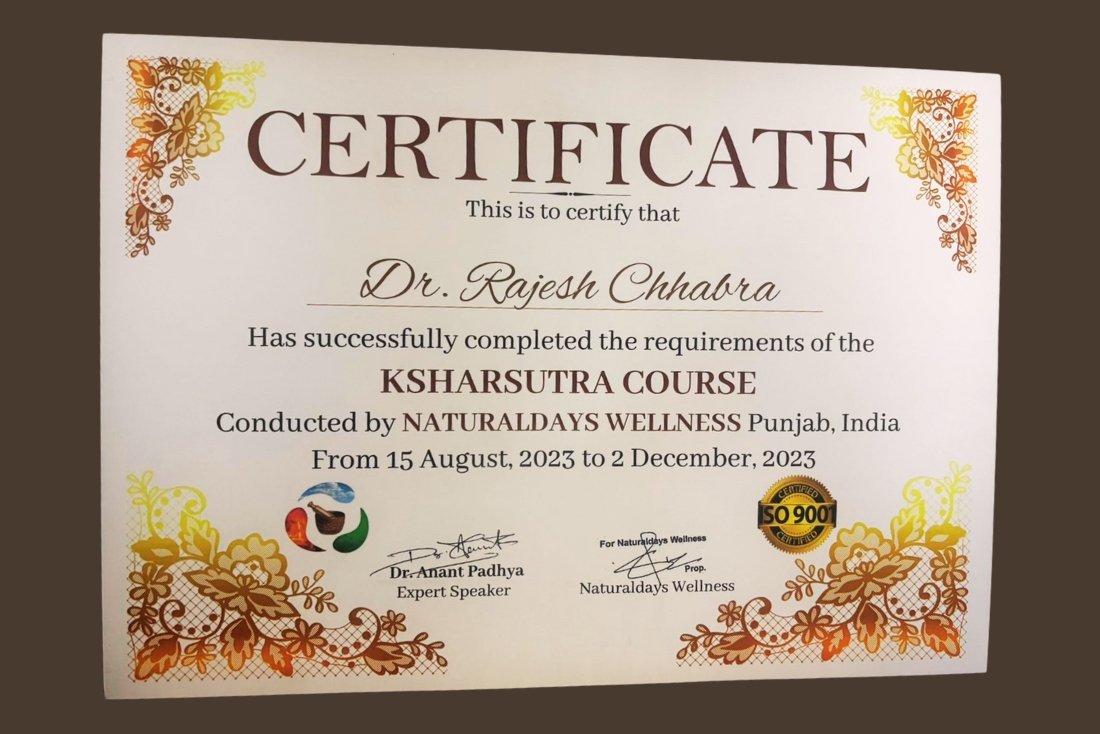 CERTIFICATE
This is to certify that
Dr. Rajesh Chhabra
Has successfully completed the requirements of the
KSHARSUTRA COURSE
Conducted by NATURALDAYS WELLNESS Punjab, India
From 15 August, 2023 to 2 December, 2023
CERTIFIED
ISO 9001
CERTIFIED
Dr. Anant Padhya
Expert Speaker
For Naturaldays Wellness
Prop.
Naturaldays Wellness